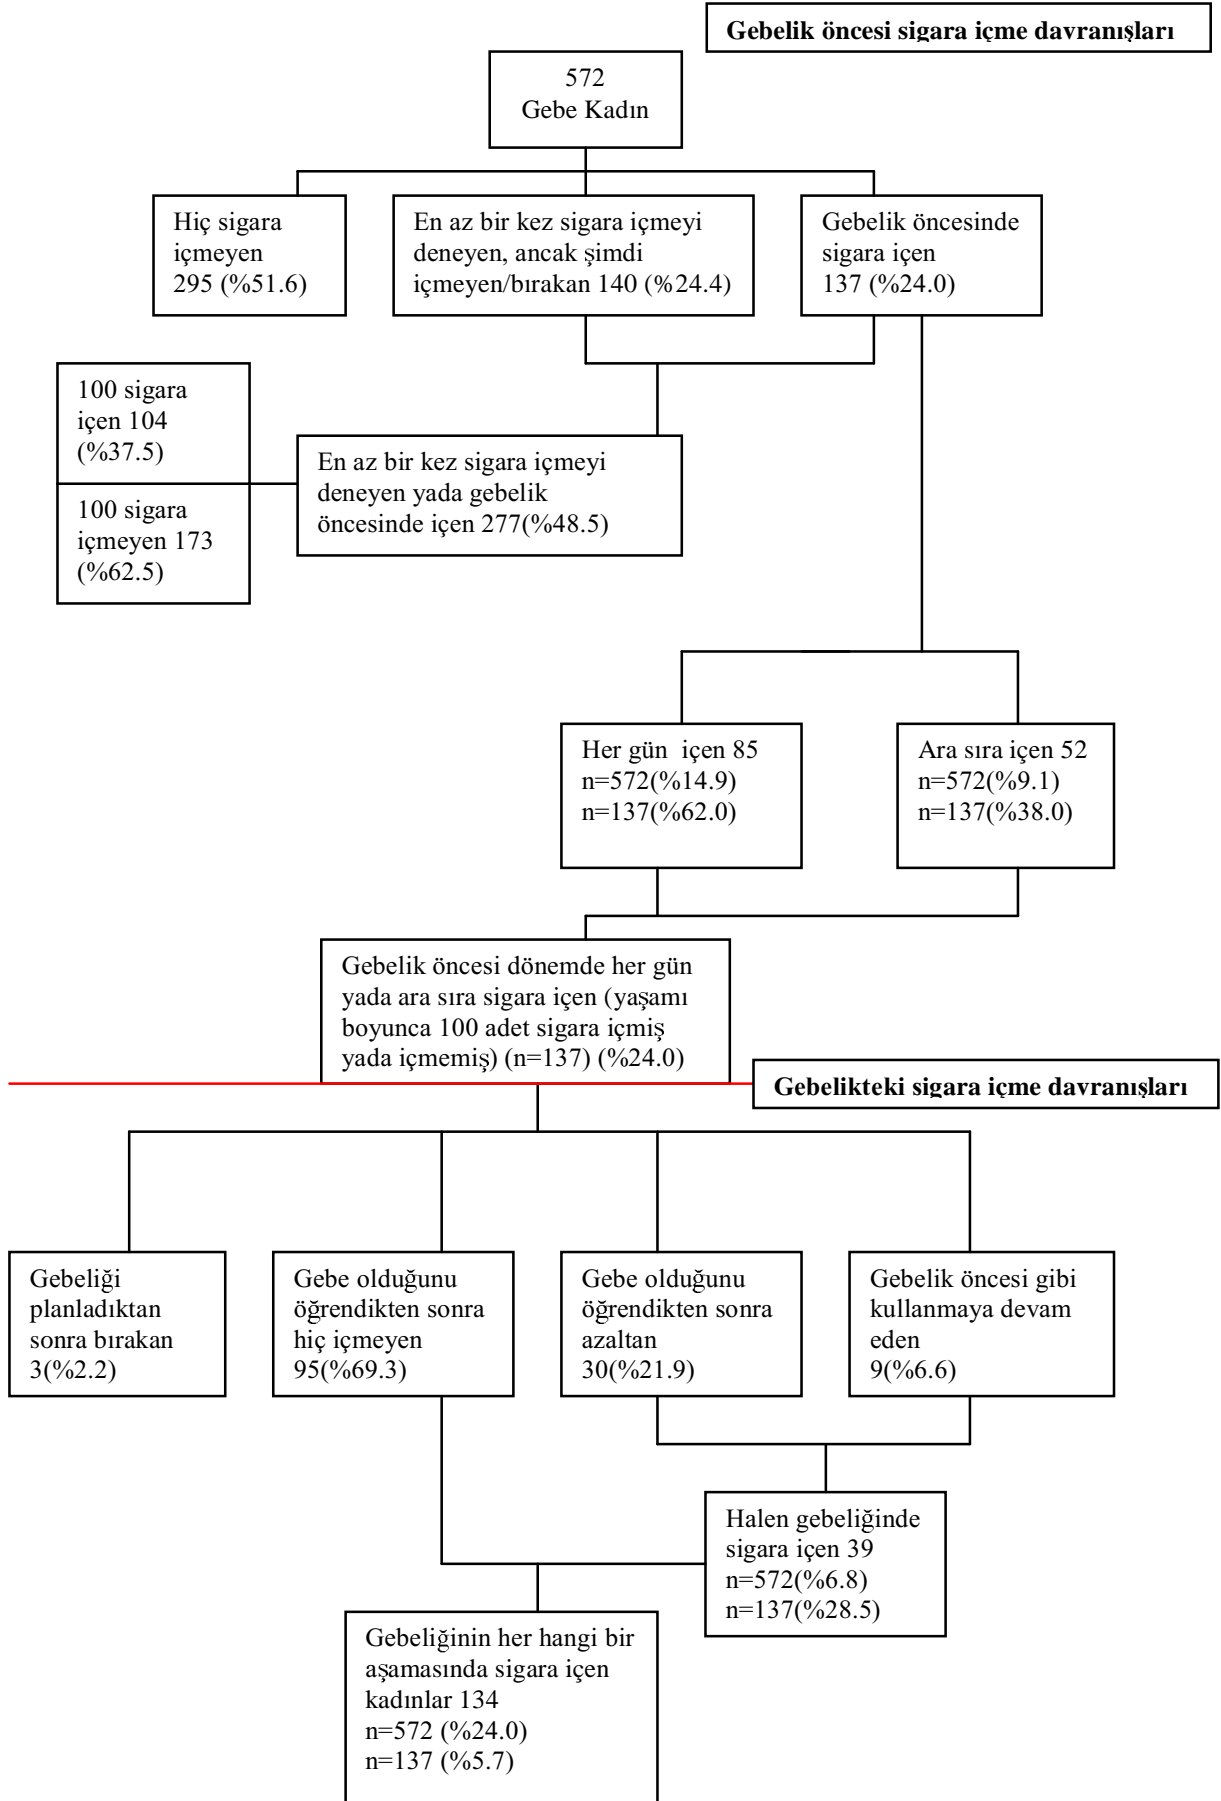 Gebelik öncesi sigara içme davranışları
572
Gebe Kadın
Hiç sigara
içmeyen
295 (%51.6)
En az bir kez sigara içmeyi
deneyen, ancak şimdi
içmeyen/bırakan 140 (%24.4)
Gebelik öncesinde
sigara içen
137 (%24.0)
100 sigara
içen 104
(%37.5)
100 sigara
içmeyen 173
(%62.5)
En az bir kez sigara içmeyi
deneyen yada gebelik
öncesinde içen 277(%48.5)
Her gün  içen 85
n=572(%14.9)
n=137(%62.0)
Ara sıra içen 52
n=572(%9.1)
n=137(%38.0)
Gebelik öncesi dönemde her gün
yada ara sıra sigara içen (yaşamı
boyunca 100 adet sigara içmiş
yada içmemiş) (n=137) (%24.0)
Gebelikteki sigara içme davranışları
Gebeliği
planladıktan
sonra bırakan
3(%2.2)
Gebe olduğunu
öğrendikten sonra
hiç içmeyen
95(%69.3)
Gebe olduğunu
öğrendikten sonra
azaltan
30(%21.9)
Gebelik öncesi gibi
kullanmaya devam
eden
9(%6.6)
Halen gebeliğinde
sigara içen 39
n=572(%6.8)
n=137(%28.5)
Gebeliğinin her hangi bir
aşamasında sigara içen
kadınlar 134
n=572 (%24.0)
n=137 (%5.7)